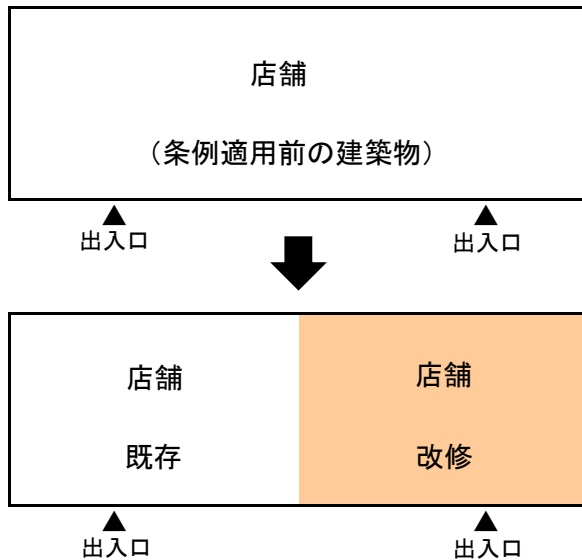 店舗
（条例適用前の建築物）
出入口
出入口
店舗
店舗
既存
改修
出入口
出入口